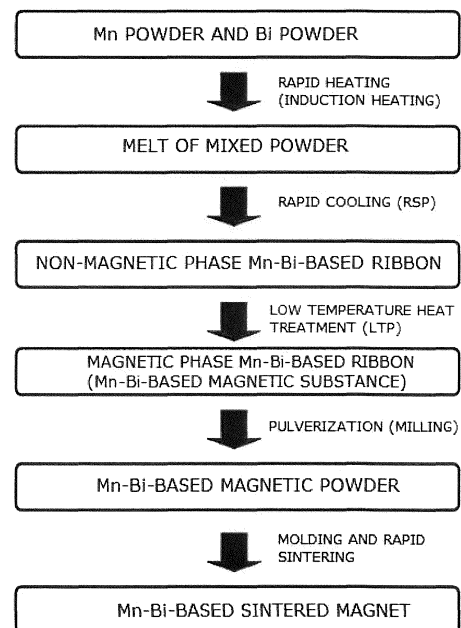 Mn POWDER AND Bi POWDER
RAPID HEATING
(INDUCTION HEATING)
MELT OF MIXED POWDER
RAPID COOLING (RSP)
NON-MAGNETIC PHASE Mn-Bi-BASED RIBBON
LOW TEMPERATURE HEAT
TREATMENT (LTP)
MAGNETIC PHASE Mn-Bi-BASED RIBBON
(Mn-Bi-BASED MAGNETIC SUBSTANCE)
PULVERIZATION (MILLING)
Mn-Bi-BASED MAGNETIC POWDER
MOLDING AND RAPID
SINTERING
Mn-Bi-BASED SINTERED MAGNET